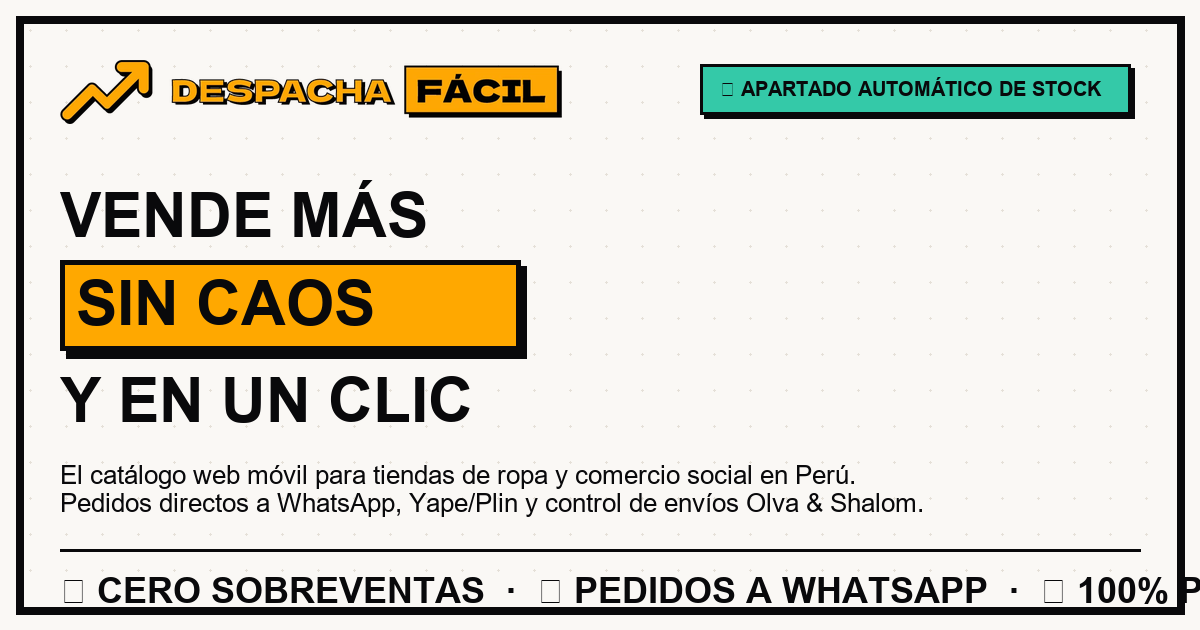 DESPACHA FÁCIL
APARTADO AUTOMÁTICO DE STOCK
VENDE MÁS
SIN CAOS
Y EN UN CLIC
El catálogo web móvil para tiendas de ropa y comercio social en Perú.
Pedidos directos a WhatsApp, Yape/Plin y control de envíos Olva & Shalom.
CERO SOBREVENTAS · PEDIDOS A WHATSAPP · 100%